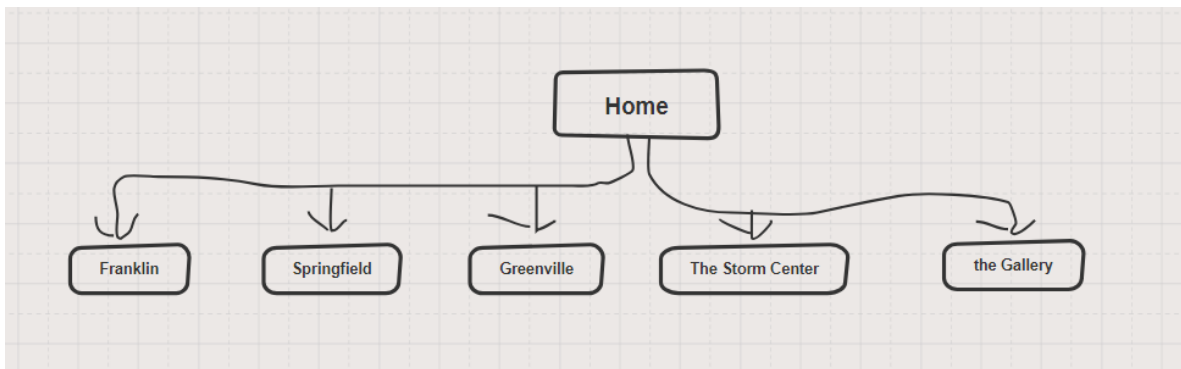 Home
Franklin
Springfield
Greenville
The Storm Center
the Gallery